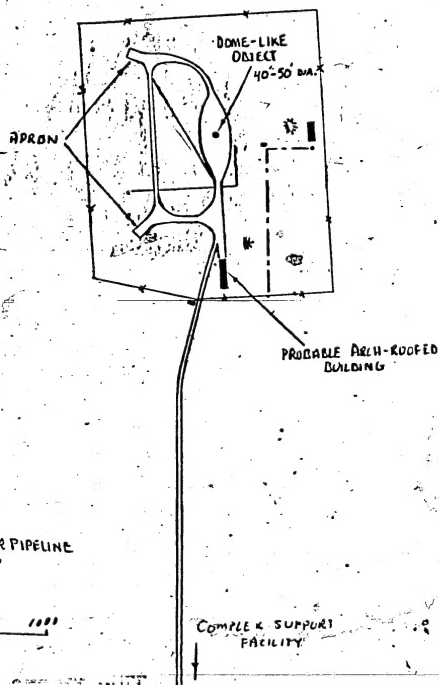 DOME-LIKE
OBJECT
40'-50' DIA.
APRON
PROBABLE ARCH-ROOFED
BUILDING
PIPELINE
COMPLEX SUPPORT
FACILITY